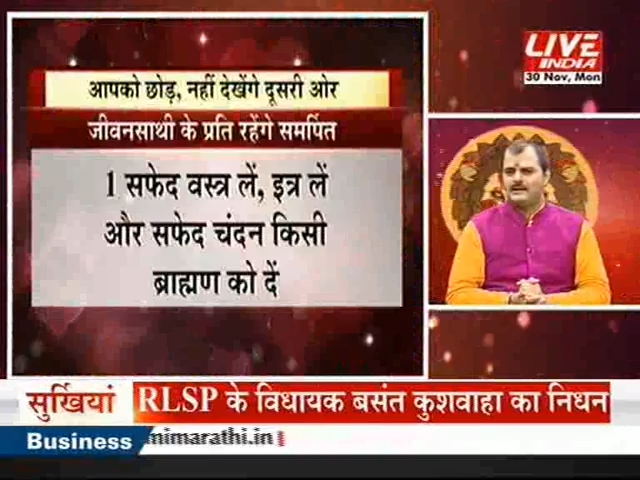 आपको छोड़, नहीं देखेंगे दूसरी ओर
जीवनसाथी के प्रति रहेंगे समर्पित
1 सफेद वस्त्र लें, इत्र लें
और सफेद चंदन किसी
ब्राह्मण को दें
LIVE
INDIA
30 Nov, Mon
सुर्खियां RLSP के विधायक बसंत कुशवाहा का निधन
Business mimarathi.in